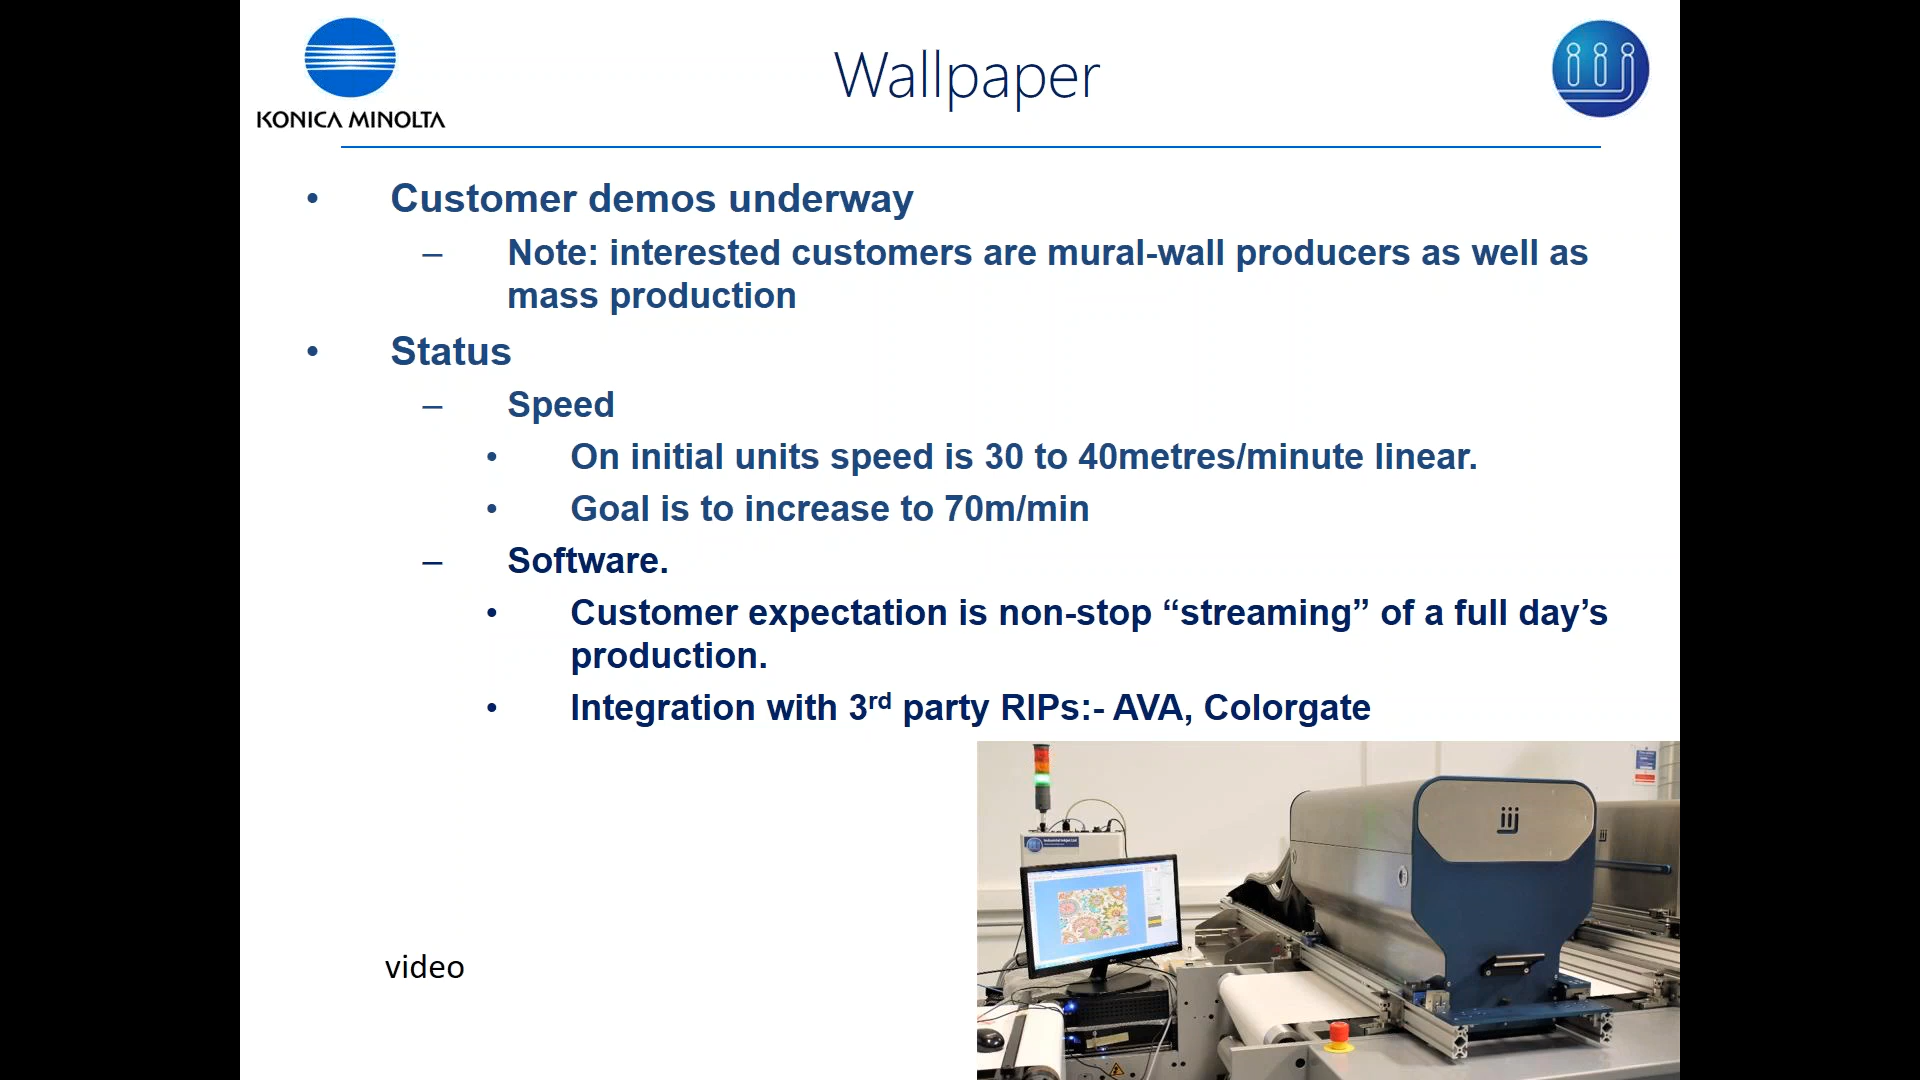 KONICA MINOLTA
Wallpaper
iij
• Customer demos underway
– Note: interested customers are mural-wall producers as well as
mass production
• Status
– Speed
• On initial units speed is 30 to 40metres/minute linear.
• Goal is to increase to 70m/min
– Software.
• Customer expectation is non-stop “streaming” of a full day’s
production.
• Integration with 3rd party RIPs:- AVA, Colorgate
video
iij